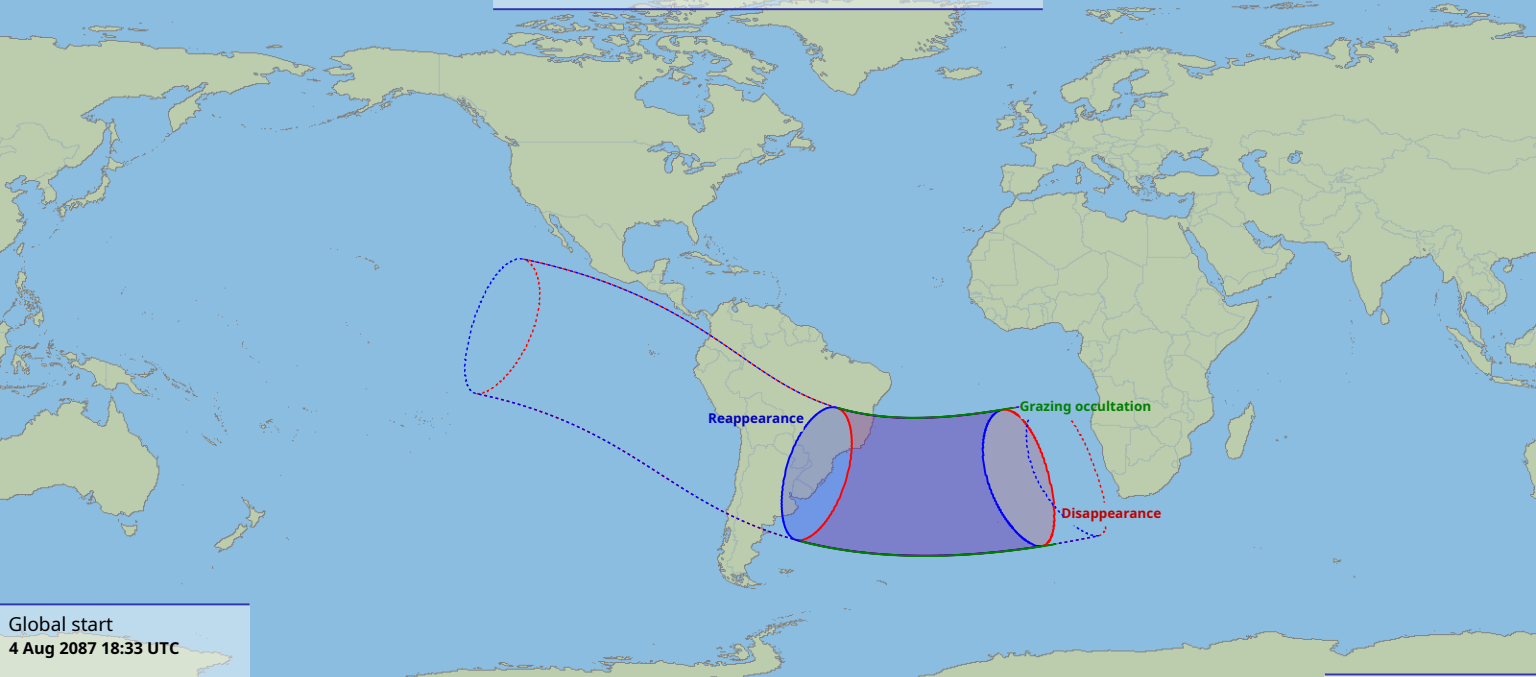 Grazing occultation
Reappearance
Disappearance
Global start
4 Aug 2087 18:33 UTC